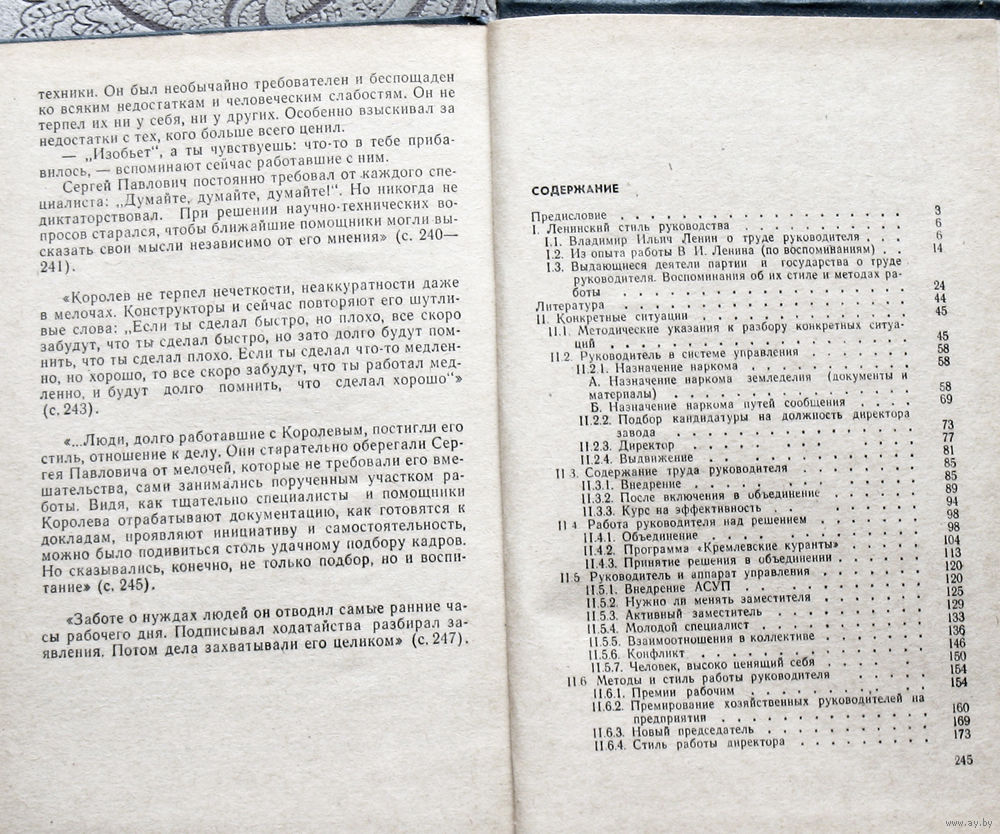 техники. Он был необычайно требователен и беспощаден
ко всяким недостаткам и человеческим слабостям. Он не
терпел их ни у себя, ни у других. Особенно взыскивал за
недостатки с тех, кого больше всего ценил.
— „Изобьет“, а ты чувствуешь: что-то в тебе приба-
вилось, — вспоминают сейчас работавшие с ним.
Сергей Павлович постоянно требовал от каждого спе-
циалиста: „Думайте, думайте, думайте!“. Но никогда не
диктаторствовал. При решении научно-технических во-
просов старался, чтобы ближайшие помощники могли вы-
сказать свои мысли независимо от его мнения» (с. 240—
241).
«Королев не терпел нечеткости, неаккуратности даже
в мелочах. Конструкторы и сейчас повторяют его шутли-
вые слова: „Если ты сделал быстро, но плохо, все скоро
забудут, что ты сделал быстро, но зато долго будут пом-
нить, что ты сделал плохо. Если ты сделал что-то медлен-
но, но хорошо, то все скоро забудут, что ты работал мед-
ленно, и будут долго помнить, что сделал хорошо“»
(с. 243).
«...Люди, долго работавшие с Королевым, постигли его
стиль, отношение к делу. Они старательно оберегали Сер-
гея Павловича от мелочей, которые не требовали его вме-
шательства, сами занимались порученным участком ра-
боты. Видя, как тщательно специалисты и помощники
Королева отрабатывают документацию, как готовятся к
докладам, проявляют инициативу и самостоятельность,
можно было подивиться столь удачному подбору кадров.
Но сказывались, конечно, не только подбор, но и воспи-
тание» (с. 245).
«Заботе о нуждах людей он отводил самые ранние ча-
сы рабочего дня. Подписывал ходатайства разбирал за-
явления. Потом дела захватывали его целиком» (с. 247).
СОДЕРЖАНИЕ
Предисловие . . . . . . . . . . 3
I. Ленинский стиль руководства . . . . . . . . . . 6
I.1. Владимир Ильич Ленин о труде руководителя . . . 6
I.2. Из опыта работы В И. Ленина (по воспоминаниям) . . 14
I.3. Выдающиеся деятели партии и государства о труде
руководителя. Воспоминания об их стиле и методах ра-
боты . . . . . . . . . . 24
Литература . . . . . . . . . . 44
II. Конкретные ситуации . . . . . . . . . . 45
II.1. Методические указания к разбору конкретных ситуа-
ций . . . . . . . . . . 45
II.2. Руководитель в системе управления . . . . . 58
II.2.1. Назначение наркома . . . . . . . 58
А. Назначение наркома земледелия (документы и
материалы) . . . . . . . . . . 58
Б. Назначение наркома путей сообщения . . . . 69
II.2.2. Подбор кандидатуры на должность директора
завода . . . . . . . . . . 73
II.2.3. Директор . . . . . . . . . . 77
II.2.4. Выдвижение . . . . . . . . . . 81
II.3. Содержание труда руководителя . . . . . . 85
II.3.1. Внедрение . . . . . . . . . . 85
II.3.2. После включения в объединение . . . . 89
II.3.3. Курс на эффективность . . . . . . 94
II.4 Работа руководителя над решением . . . . . 98
II.4.1. Объединение . . . . . . . . . . 98
II.4.2. Программа «Кремлевские куранты» . . . . 104
II.4.3. Принятие решения в объединении . . . . 113
II.5 Руководитель и аппарат управления . . . . . 120
II.5.1. Внедрение АСУП . . . . . . . . 120
II.5.2. Нужно ли менять заместителя . . . . . 125
II.5.3. Активный заместитель . . . . . . . 129
II.5.4. Молодой специалист . . . . . . . 133
II.5.5. Взаимоотношения в коллективе . . . . 136
II.5.6. Конфликт . . . . . . . . . . 146
II.5.7. Человек, высоко ценящий себя . . . . . 150
II.6 Методы и стиль работы руководителя . . . . 154
II.6.1. Премии рабочим . . . . . . . . 154
II.6.2. Премирование хозяйственных руководителей на
предприятии . . . . . . . . . . 160
II.6.3. Новый председатель . . . . . . . 169
II.6.4. Стиль работы директора . . . . . . 173
245
www.ay.by